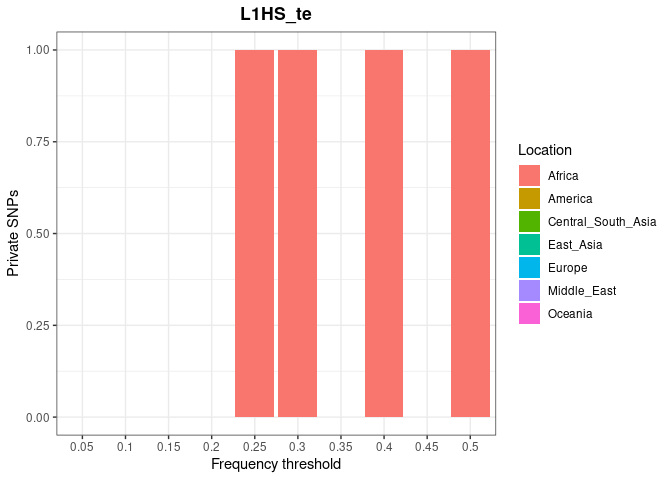 L1HS_te
1.00
0.75
0.50
0.25
0.00
Private SNPs
0.05 0.1 0.15 0.2 0.25 0.3 0.35 0.4 0.45 0.5
Frequency threshold
Location
Africa
America
Central_South_Asia
East_Asia
Europe
Middle_East
Oceania